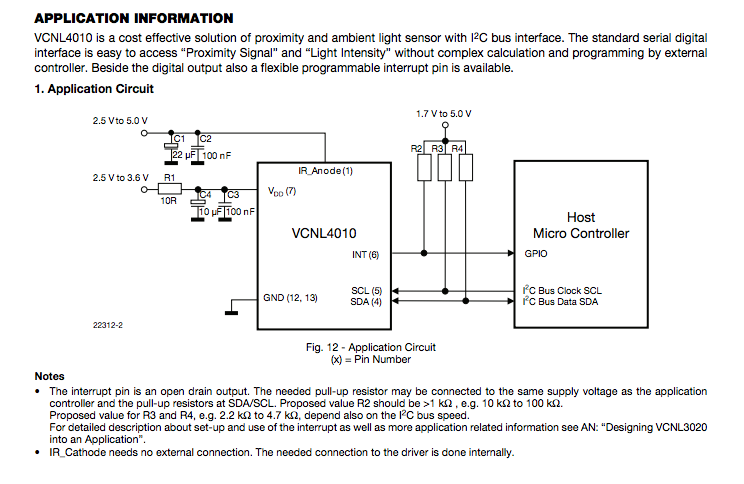 APPLICATION INFORMATION
VCNL4010 is a cost effective solution of proximity and ambient light sensor with I²C bus interface. The standard serial digital
interface is easy to access “Proximity Signal” and “Light Intensity” without complex calculation and programming by external
controller. Beside the digital output also a flexible programmable interrupt pin is available.
1. Application Circuit
1.7 V to 5.0 V
2.5 V to 5.0 V
C1 C2
22 µF 100 nF
R2 R3 R4
IR_Anode (1)
2.5 V to 3.6 V R1
10R
C4 C3
10 µF 100 nF
VDD (7)
VCNL4010
INT (6)
SCL (5)
SDA (4)
GND (12, 13)
Host
Micro Controller
GPIO
I²C Bus Clock SCL
I²C Bus Data SDA
22312-2
Fig. 12 - Application Circuit
(x) = Pin Number
Notes
• The interrupt pin is an open drain output. The needed pull-up resistor may be connected to the same supply voltage as the application
controller and the pull-up resistors at SDA/SCL. Proposed value R2 should be >1 kΩ , e.g. 10 kΩ to 100 kΩ.
Proposed value for R3 and R4, e.g. 2.2 kΩ to 4.7 kΩ, depend also on the I²C bus speed.
For detailed description about set-up and use of the interrupt as well as more application related information see AN: “Designing VCNL3020
into an Application”.
• IR_Cathode needs no external connection. The needed connection to the driver is done internally.